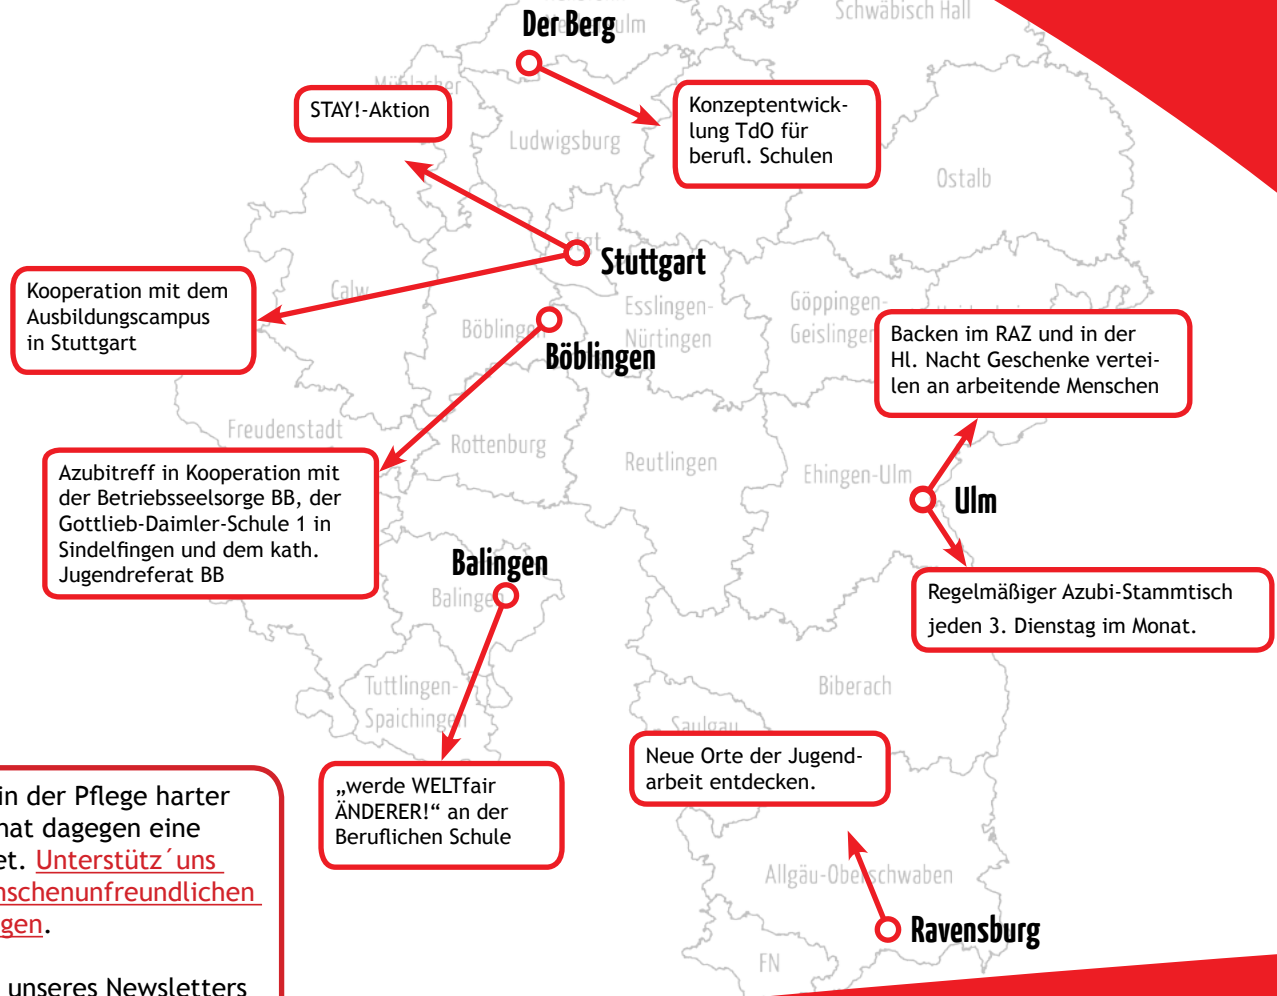 Schwäbisch Hall
Der Berg
ulm
Mühlacker
STAY!-Aktion
Konzeptentwick-
lung TdO für
berufl. Schulen
Ludwigsburg
Ostalb
Stgt
Stuttgart
Kooperation mit dem
Ausbildungscampus
in Stuttgart
Calw
Esslingen-
Nürtingen
Göppingen-
Geislingen
Böblingen
Böblingen
Backen im RAZ und in der
Hl. Nacht Geschenke vertei-
len an arbeitende Menschen
Freudenstadt
Rottenburg
Reutlingen
Ehingen-Ulm
Ulm
Azubitreff in Kooperation mit
der Betriebsseelsorge BB, der
Gottlieb-Daimler-Schule 1 in
Sindelfingen und dem kath.
Jugendreferat BB
Balingen
Balingen
Regelmäßiger Azubi-Stammtisch
jeden 3. Dienstag im Monat.
Tuttlingen-
Spaichingen
Biberach
Saulgau
Neue Orte der Jugend-
arbeit entdecken.
„werde WELTfair
ÄNDERER!“ an der
Beruflichen Schule
Allgäu-Oberschwaben
Ravensburg
FN
in der Pflege harter
hat dagegen eine
et. Unterstütz´uns
nschenunfreundlichen
gen.
unseres Newsletters